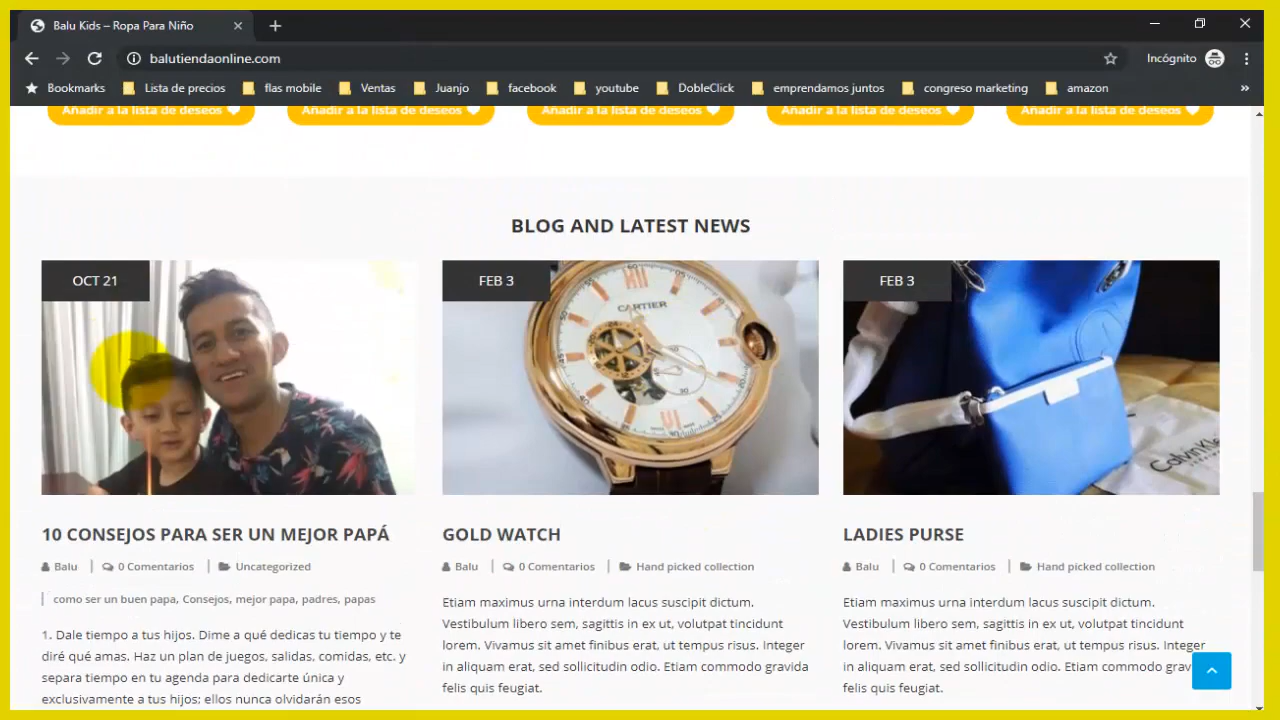 Balu Kids – Ropa Para Niño
balutiendaonline.com
Incógnito
Bookmarks Lista de precios flas mobile Ventas Juanjo facebook youtube DobleClick emprendamos juntos congreso marketing amazon »
Añadir a la lista de deseos Añadir a la lista de deseos Añadir a la lista de deseos Añadir a la lista de deseos Añadir a la lista de deseos
BLOG AND LATEST NEWS
OCT 21
10 CONSEJOS PARA SER UN MEJOR PAPÁ
Balu | 0 Comentarios | Uncategorized
| como ser un buen papa, Consejos, mejor papa, padres, papas
1. Dale tiempo a tus hijos. Dime a qué dedicas tu tiempo y te
diré qué amas. Haz un plan de juegos, salidas, comidas, etc. y
separa tiempo en tu agenda para dedicarte única y
exclusivamente a tus hijos; ellos nunca olvidarán esos
FEB 3
CARTIER
GOLD WATCH
Balu | 0 Comentarios | Hand picked collection
Etiam maximus urna interdum lacus suscipit dictum.
Vestibulum libero sem, sagittis in ex ut, volutpat tincidunt
lorem. Vivamus sit amet finibus erat, ut tempus risus. Integer
in aliquam erat, sed sollicitudin odio. Etiam commodo gravida
felis quis feugiat.
FEB 3
Calvin Kle
LADIES PURSE
Balu | 0 Comentarios | Hand picked collection
Etiam maximus urna interdum lacus suscipit dictum.
Vestibulum libero sem, sagittis in ex ut, volutpat tincidunt
lorem. Vivamus sit amet finibus erat, ut tempus risus. Integer
in aliquam erat, sed sollicitudin odio. Etiam commodo
felis quis feugiat.